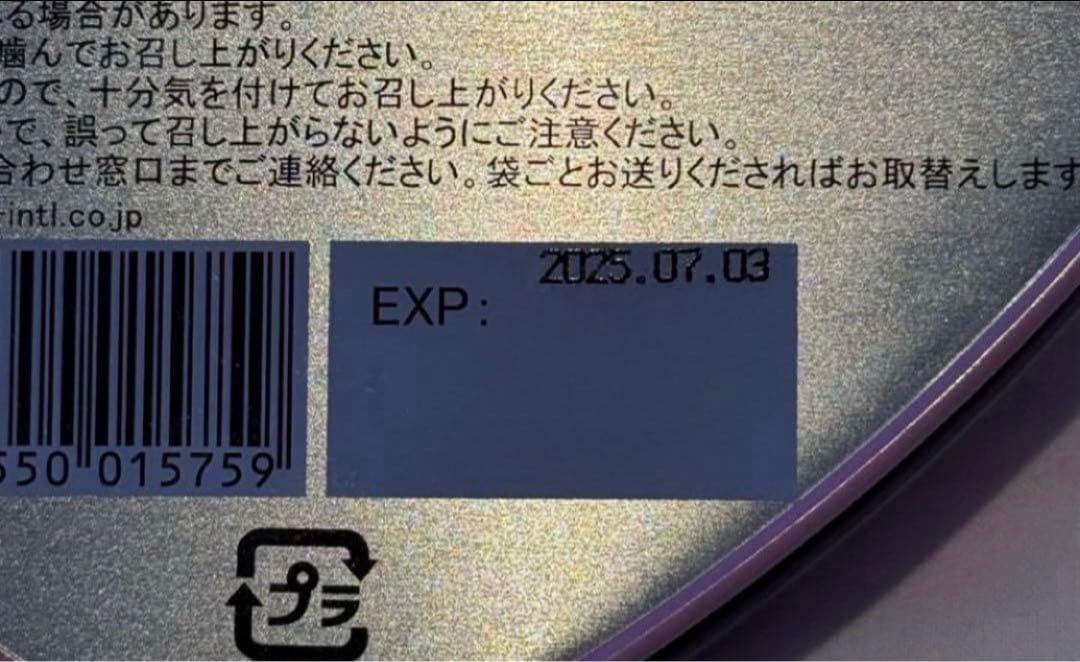 る場合があります。
噛んでお召し上がりください。
ので、十分気を付けてお召し上がりください。
で、誤って召し上がらないようにご注意ください。
合わせ窓口までご連絡ください。袋ごとお送りくださればお取替えします
intl.co.jp
2025.07.03
EXP:
550 015759
プラ